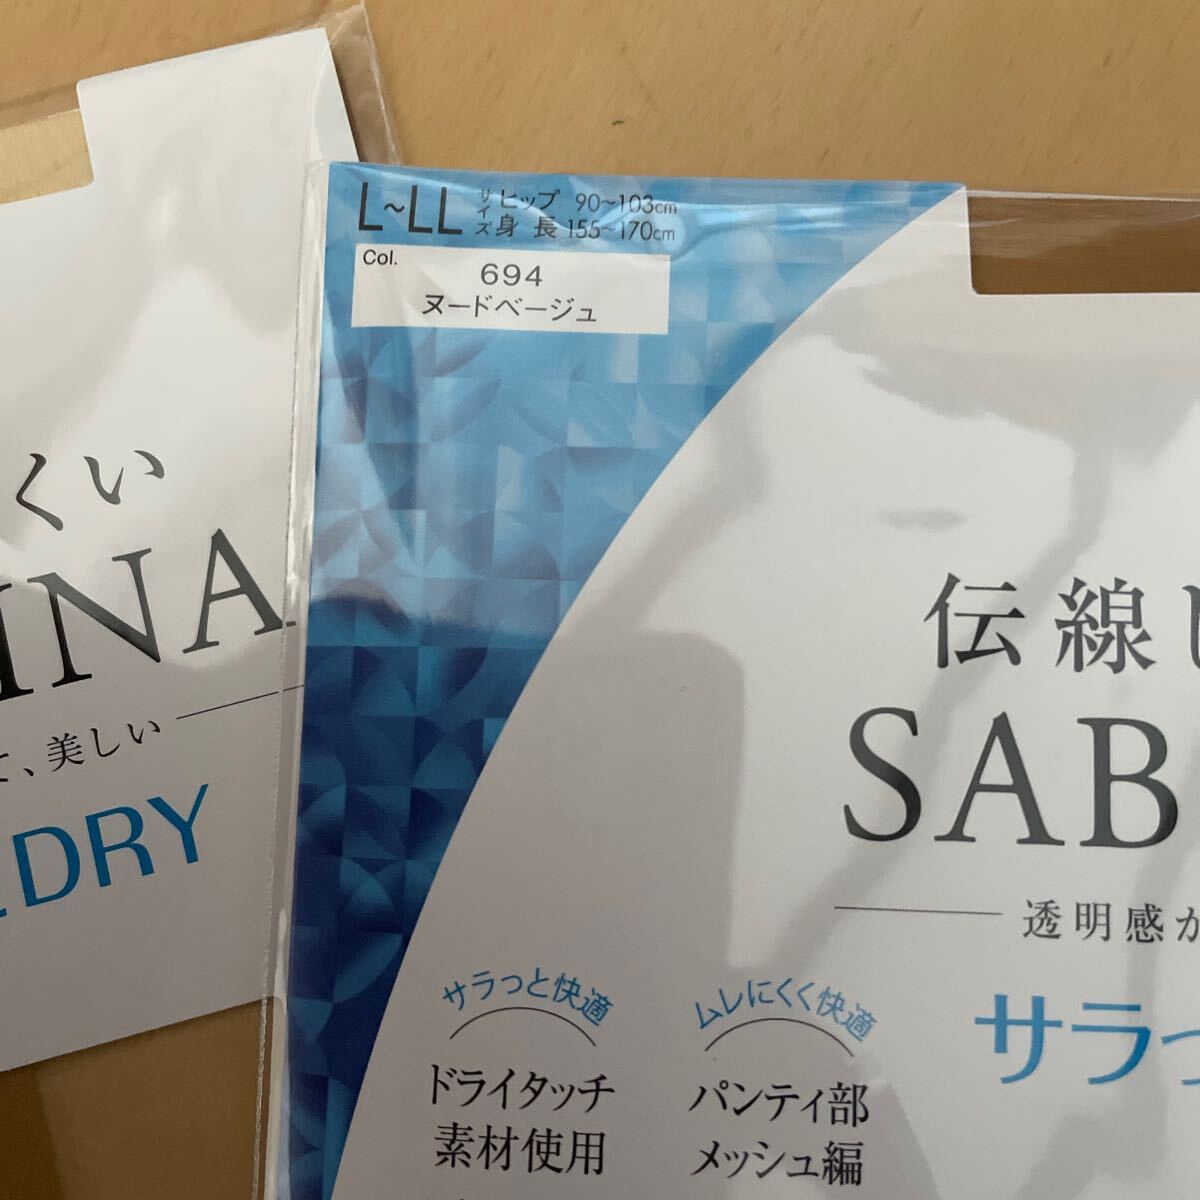 くい
INA
、美しい
DRY
L~LL サイズ ヒップ 90~103cm
身長 155~170cm
Col. 694
ヌードベージュ
伝線し
SAB
透明感が
サラっ
サラっと快適
ドライタッチ
素材使用
ムレにくく快適
パンティ部
メッシュ編